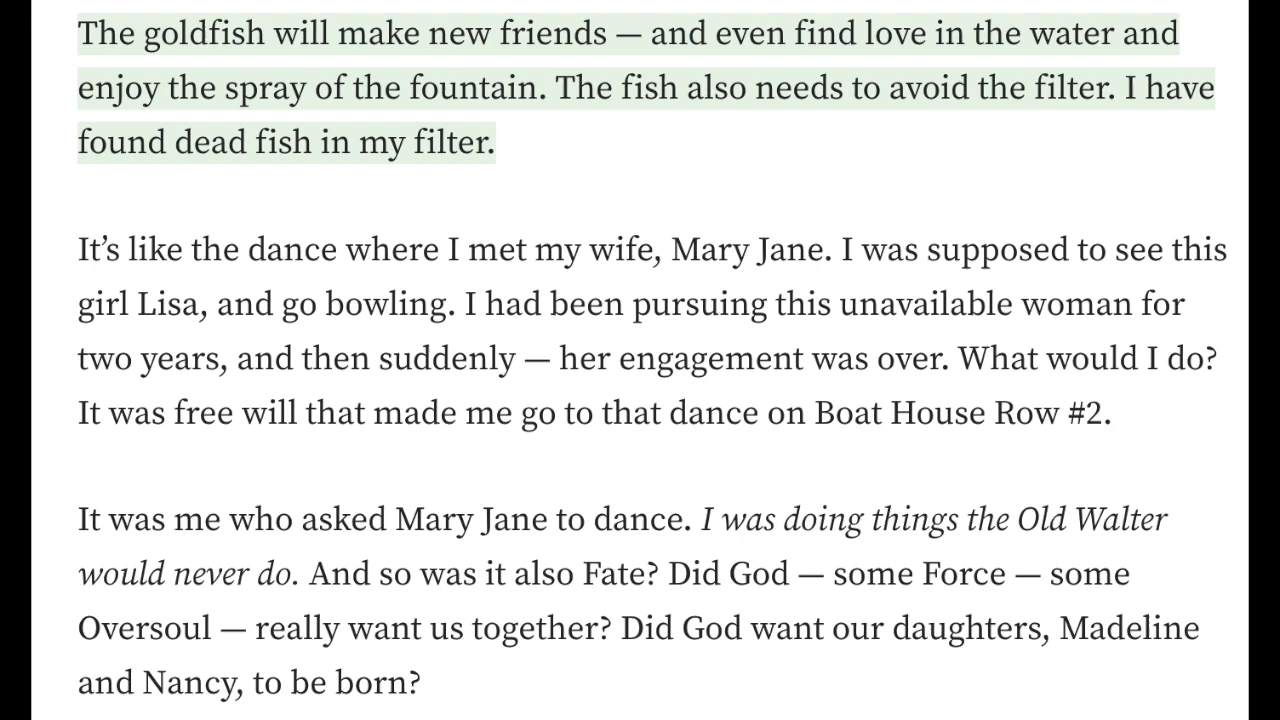 The goldfish will make new friends — and even find love in the water and
enjoy the spray of the fountain. The fish also needs to avoid the filter. I have
found dead fish in my filter.
It’s like the dance where I met my wife, Mary Jane. I was supposed to see this
girl Lisa, and go bowling. I had been pursuing this unavailable woman for
two years, and then suddenly — her engagement was over. What would I do?
It was free will that made me go to that dance on Boat House Row #2.
It was me who asked Mary Jane to dance. I was doing things the Old Walter
would never do. And so was it also Fate? Did God — some Force — some
Oversoul — really want us together? Did God want our daughters, Madeline
and Nancy, to be born?